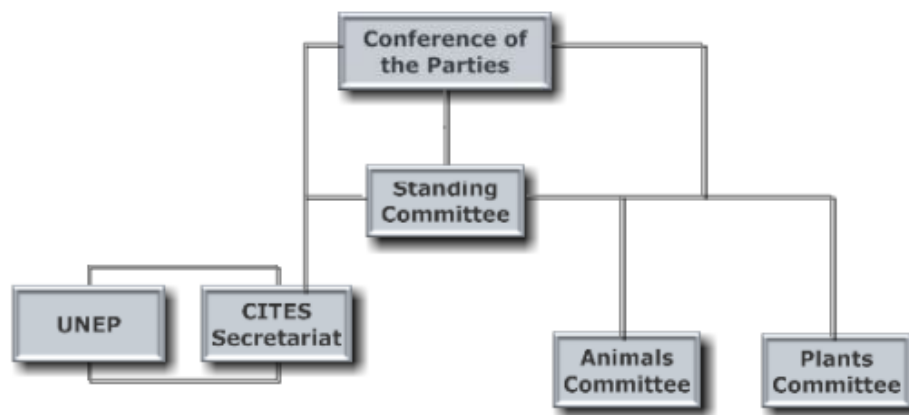 Conference of
the Parties
Standing
Committee
UNEP
CITES
Secretariat
Animals
Committee
Plants
Committee